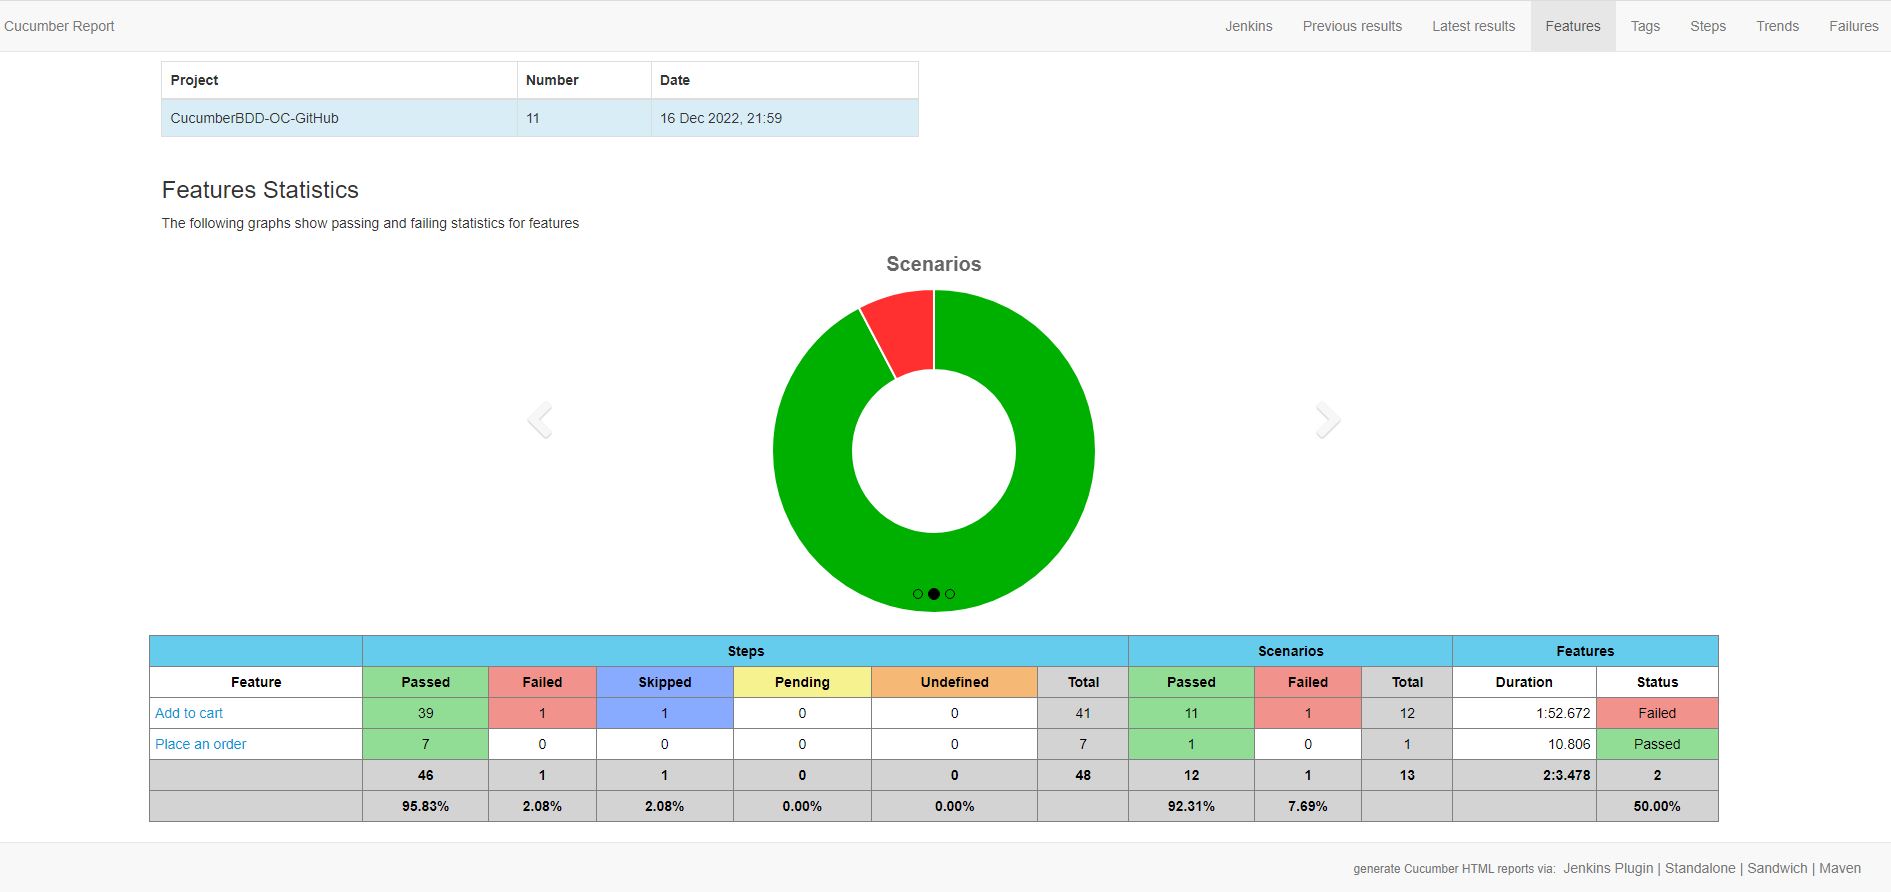 Cucumber Report Jenkins Previous results Latest results Features Tags Steps Trends Failures
Project Number Date
CucumberBDD-OC-GitHub 11 16 Dec 2022, 21:59
Features Statistics
The following graphs show passing and failing statistics for features
Scenarios
Steps Scenarios Features
Feature Passed Failed Skipped Pending Undefined Total Passed Failed Total Duration Status
Add to cart 39 1 1 0 0 41 11 1 12 1:52.672 Failed
Place an order 7 0 0 0 0 7 1 0 1 10.806 Passed
46 1 1 0 0 48 12 1 13 2:3.478 2
95.83% 2.08% 2.08% 0.00% 0.00% 92.31% 7.69% 50.00%
generate Cucumber HTML reports via: Jenkins Plugin | Standalone | Sandwich | Maven